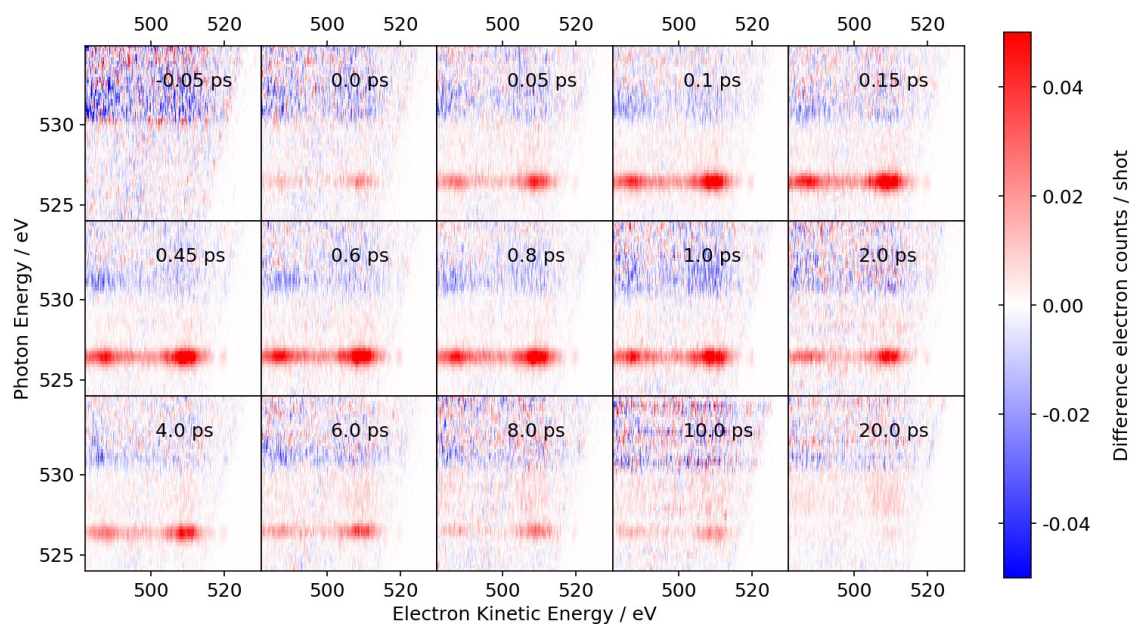 500 520 500 520 500 520 500 520 500 520
-0.05 ps 0.0 ps 0.05 ps 0.1 ps 0.15 ps
530
525
0.45 ps 0.6 ps 0.8 ps 1.0 ps 2.0 ps
530
525
4.0 ps 6.0 ps 8.0 ps 10.0 ps 20.0 ps
530
525
500 520 500 520 500 520 500 520 500 520
Electron Kinetic Energy / eV
Photon Energy / eV
0.04
0.02
0.00
-0.02
-0.04
Difference electron counts / shot